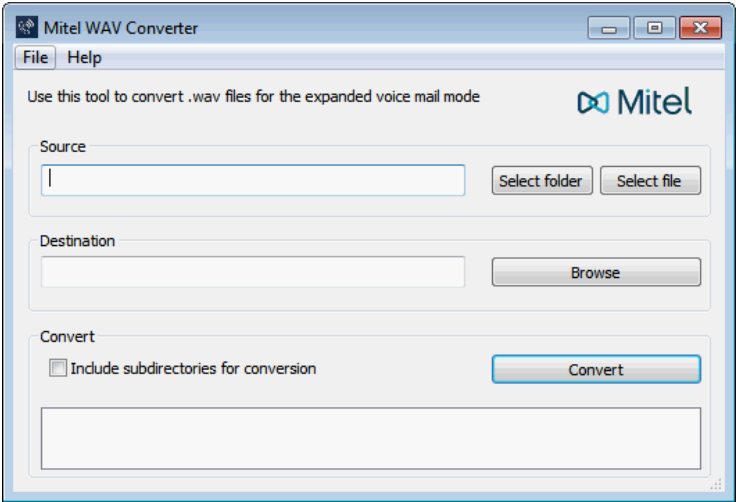 Mitel WAV Converter
File Help
Use this tool to convert .wav files for the expanded voice mail mode
Mitel
Source
Select folder Select file
Destination
Browse
Convert
Include subdirectories for conversion Convert